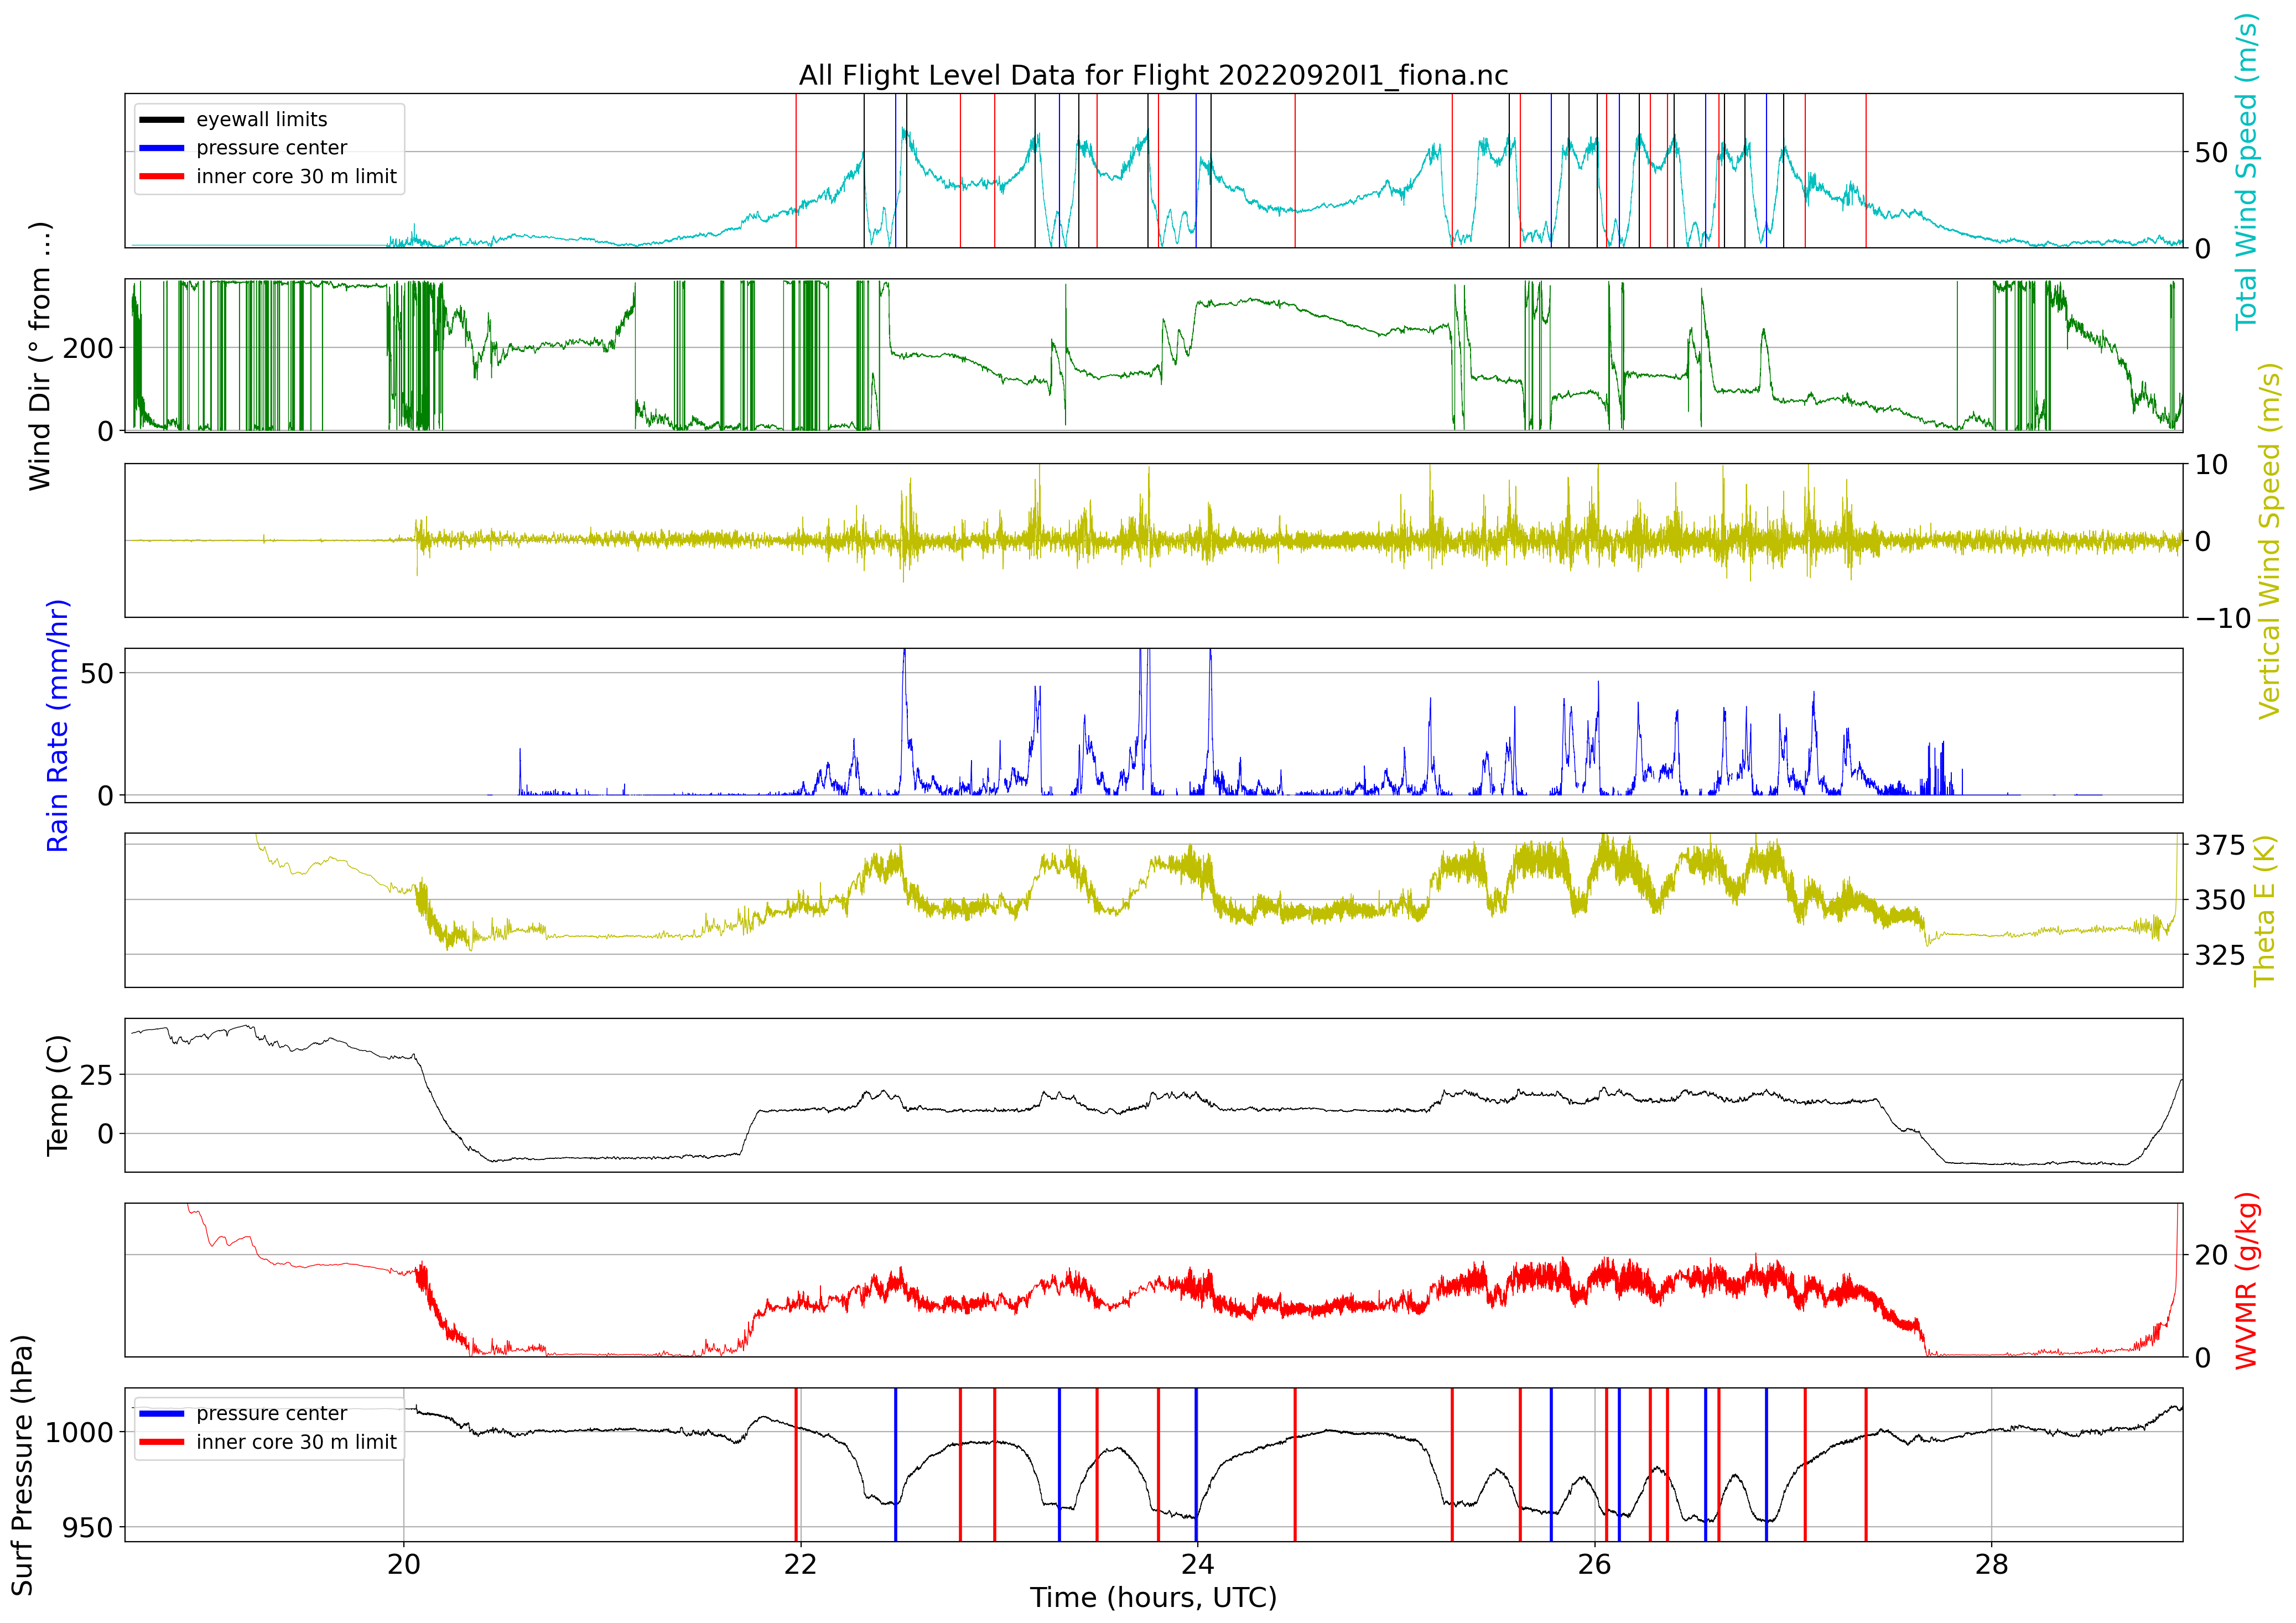 All Flight Level Data for Flight 20220920I1_fiona.nc
eyewall limits
pressure center
inner core 30 m limit
50
0
Total Wind Speed (m/s)
Wind Dir (° from ...)
200
0
10
0
−10
Vertical Wind Speed (m/s)
Rain Rate (mm/hr)
50
0
375
350
325
Theta E (K)
Temp (C)
25
0
20
0
WVMR (g/kg)
Surf Pressure (hPa)
1000
950
pressure center
inner core 30 m limit
20 22 24 26 28
Time (hours, UTC)